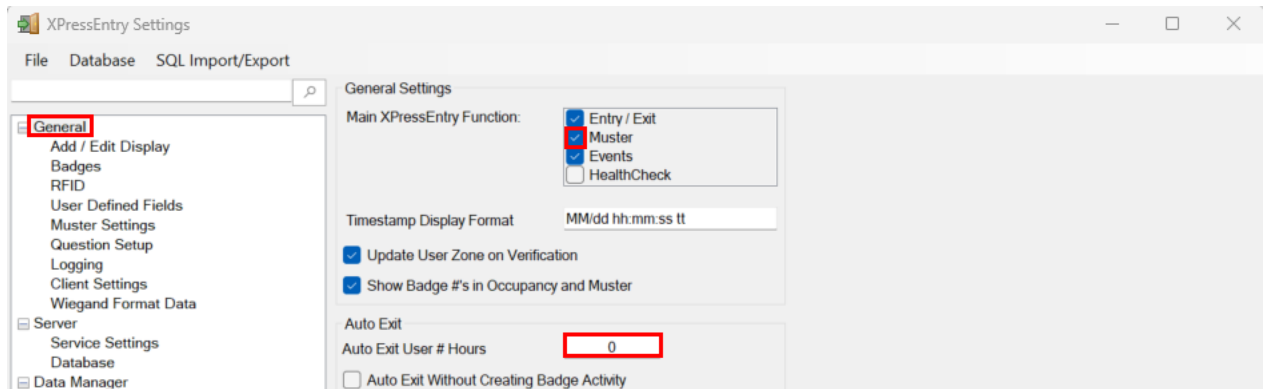 XPressEntry Settings
File Database SQL Import/Export
General
Add / Edit Display
Badges
RFID
User Defined Fields
Muster Settings
Question Setup
Logging
Client Settings
Wiegand Format Data
Server
Service Settings
Database
Data Manager
General Settings
Main XPressEntry Function:
Entry / Exit
Muster
Events
HealthCheck
Timestamp Display Format MM/dd hh:mm:ss tt
Update User Zone on Verification
Show Badge #'s in Occupancy and Muster
Auto Exit
Auto Exit User # Hours 0
Auto Exit Without Creating Badge Activity